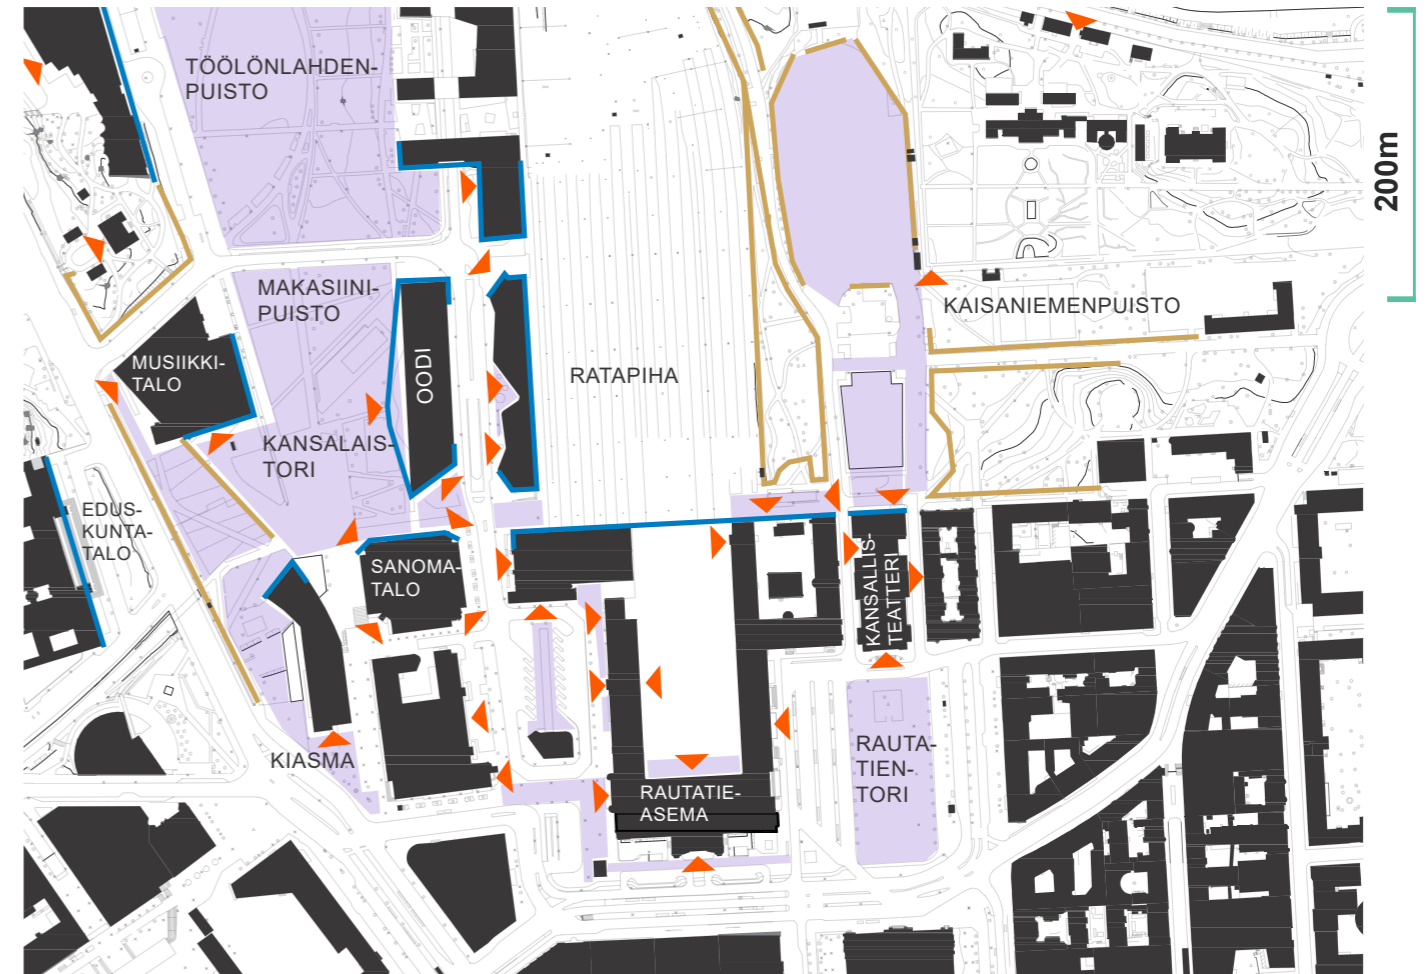 TÖÖLÖNLAHDEN-
PUISTO
200m
MAKASIINI-
PUISTO
KAISANIEMENPUISTO
MUSIIKKI-
TALO
OODI
RATAPIHA
KANSALAIS-
TORI
EDUS-
KUNTA-
TALO
SANOMA-
TALO
KANSALLIS-
TEATTERI
KIASMA
RAUTA-
TIEN-
TORI
RAUTATIE-
ASEMA